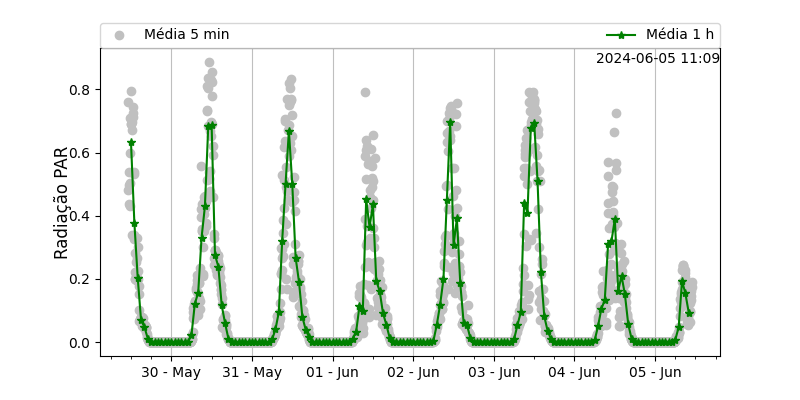 Média 5 min
Média 1 h
2024-06-05 11:09
Radiação PAR
0.8
0.6
0.4
0.2
0.0
30 - May
31 - May
01 - Jun
02 - Jun
03 - Jun
04 - Jun
05 - Jun